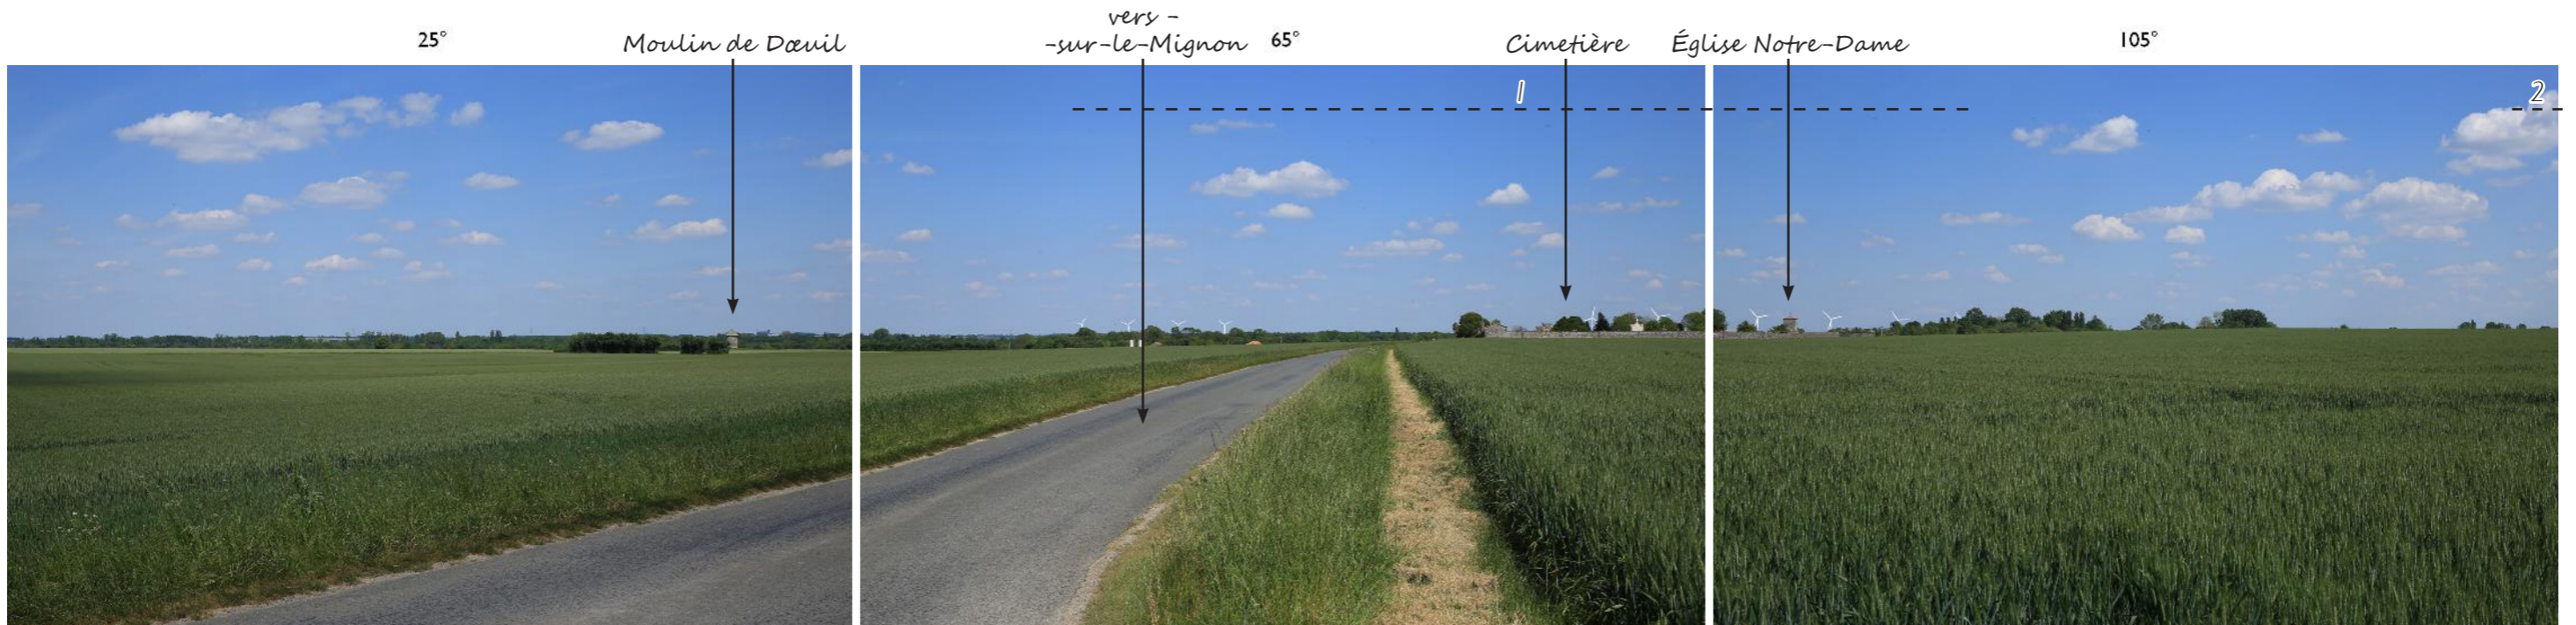 25°
Moulin de Dœuil
vers -
-sur-le-Mignon
65°
Cimetière
Église Notre-Dame
105°
1
2